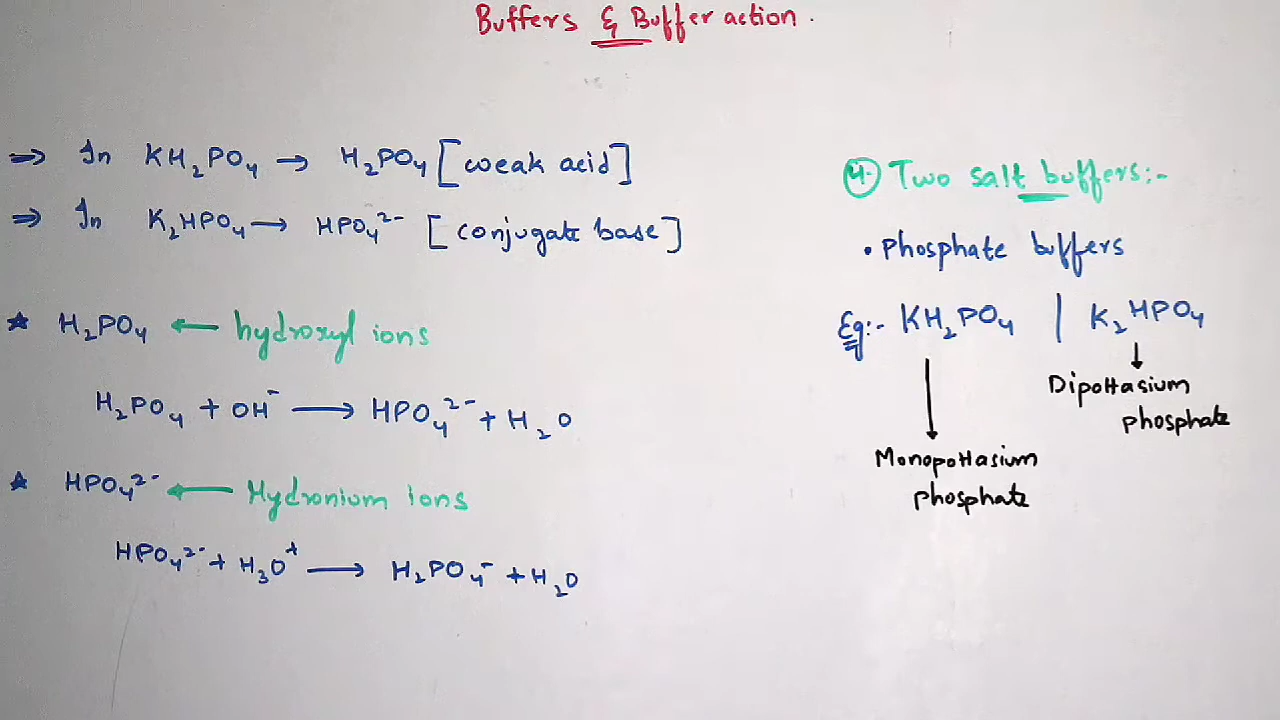 Buffers & Buffer action.
⇒ In KH₂PO₄ → H₂PO₄ [weak acid]
⇒ In K₂HPO₄ → HPO₄²⁻ [conjugate base]
★ H₂PO₄ ← hydroxyl ions
H₂PO₄ + OH⁻ → HPO₄²⁻ + H₂O
★ HPO₄²⁻ ← Hydronium ions
HPO₄²⁻ + H₃O⁺ → H₂PO₄⁻ + H₂O
4. Two salt buffers:-
• Phosphate buffers
Eg:- KH₂PO₄ | K₂HPO₄
Dipottasium
phosphate
Monopottasium
phosphate